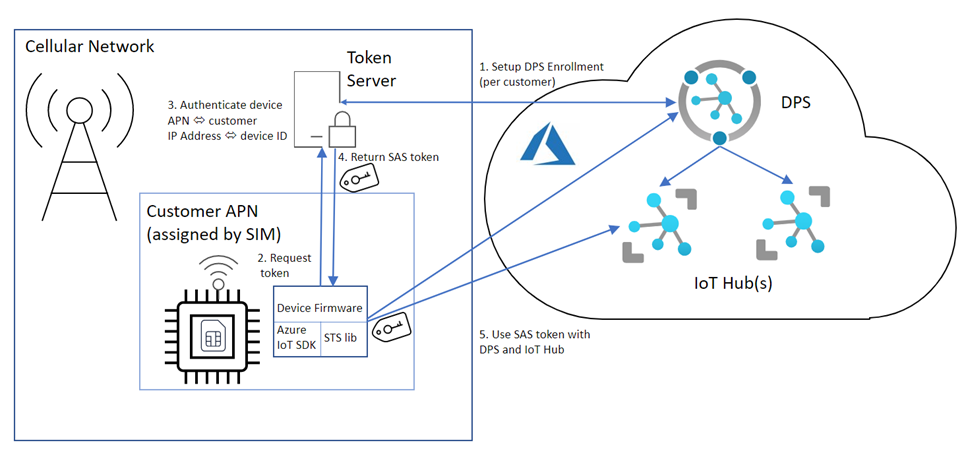 Cellular Network
Token
Server
1. Setup DPS Enrollment
(per customer)
DPS
3. Authenticate device
APN ⬄ customer
IP Address ⬄ device ID
4. Return SAS token
Customer APN
(assigned by SIM)
2. Request
token
Device Firmware
Azure
IoT SDK
STS lib
IoT Hub(s)
5. Use SAS token with
DPS and IoT Hub